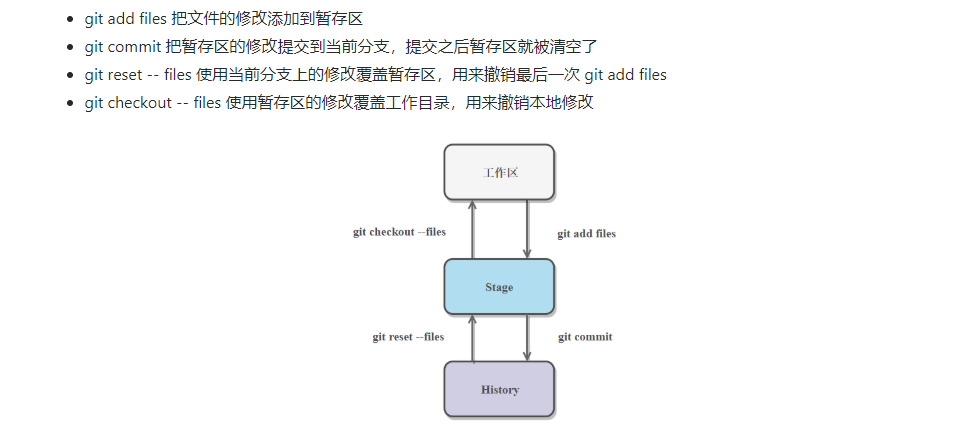 git add files 把文件的修改添加到暂存区
git commit 把暂存区的修改提交到当前分支，提交之后暂存区就被清空了
git reset -- files 使用当前分支上的修改覆盖暂存区，用来撤销最后一次 git add files
git checkout -- files 使用暂存区的修改覆盖工作目录，用来撤销本地修改
工作区
git checkout --files
git add files
Stage
git reset --files
git commit
History